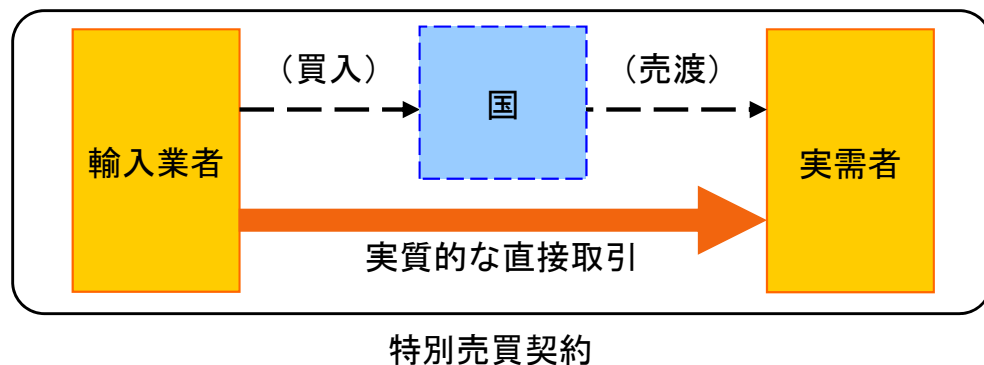 （買入）
（売渡）
国
輸入業者
実需者
実質的な直接取引
特別売買契約